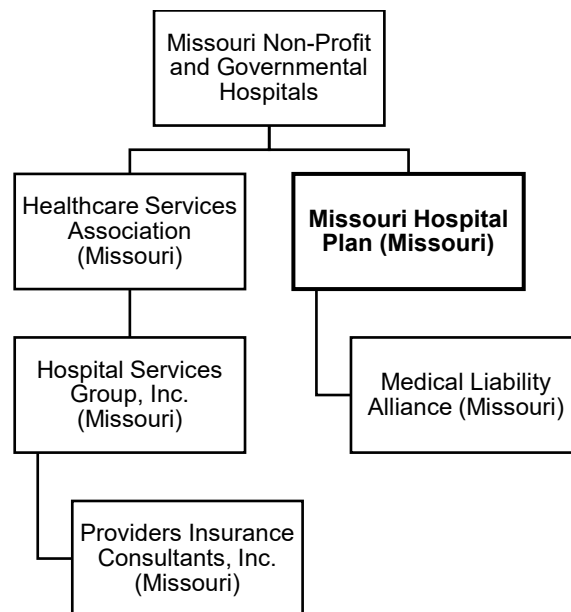 Missouri Non-Profit
and Governmental
Hospitals
Healthcare Services
Association
(Missouri)
Missouri Hospital
Plan (Missouri)
Hospital Services
Group, Inc.
(Missouri)
Medical Liability
Alliance (Missouri)
Providers Insurance
Consultants, Inc.
(Missouri)